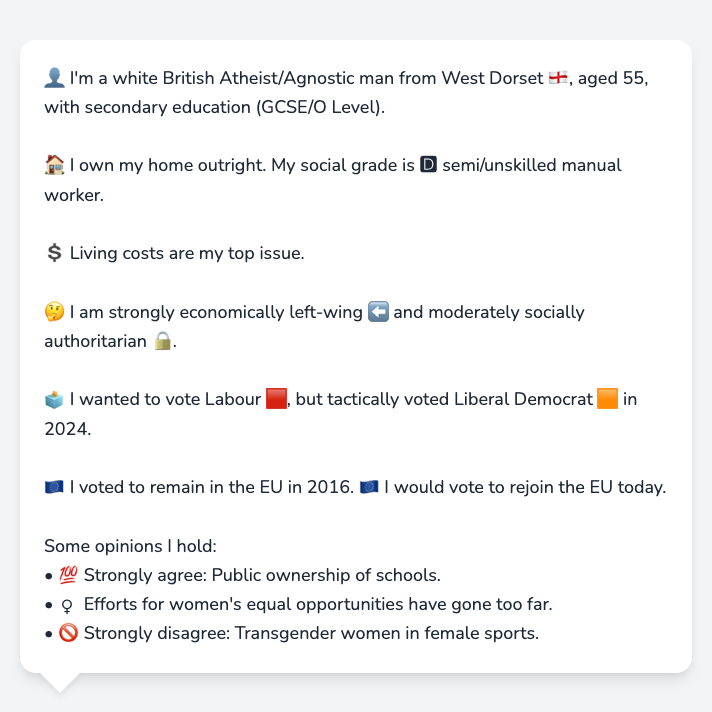 👤 I'm a white British Atheist/Agnostic man from West Dorset 🏴󠁧󠁢󠁥󠁮󠁧󠁿, aged 55,
with secondary education (GCSE/O Level).
🏠 I own my home outright. My social grade is 🅳 semi/unskilled manual
worker.
💲 Living costs are my top issue.
🤔 I am strongly economically left-wing ⬅️ and moderately socially
authoritarian 🔒.
🗳️ I wanted to vote Labour 🟥, but tactically voted Liberal Democrat 🟧 in
2024.
🇪🇺 I voted to remain in the EU in 2016. 🇪🇺 I would vote to rejoin the EU today.
Some opinions I hold:
• 💯 Strongly agree: Public ownership of schools.
• ♀ Efforts for women's equal opportunities have gone too far.
• 🚫 Strongly disagree: Transgender women in female sports.